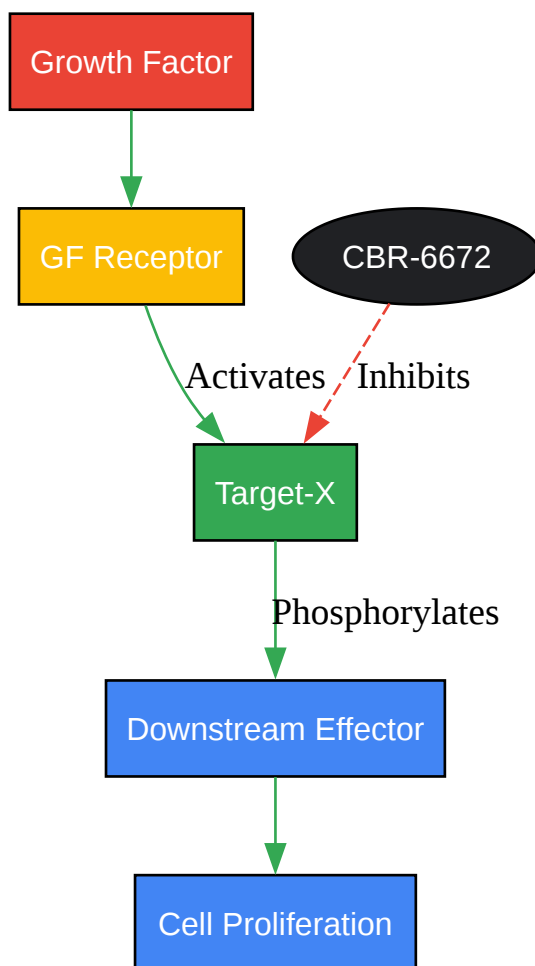 Growth Factor
GF Receptor
CBR-6672
Activates
Inhibits
Target-X
Phosphorylates
Downstream Effector
Cell Proliferation